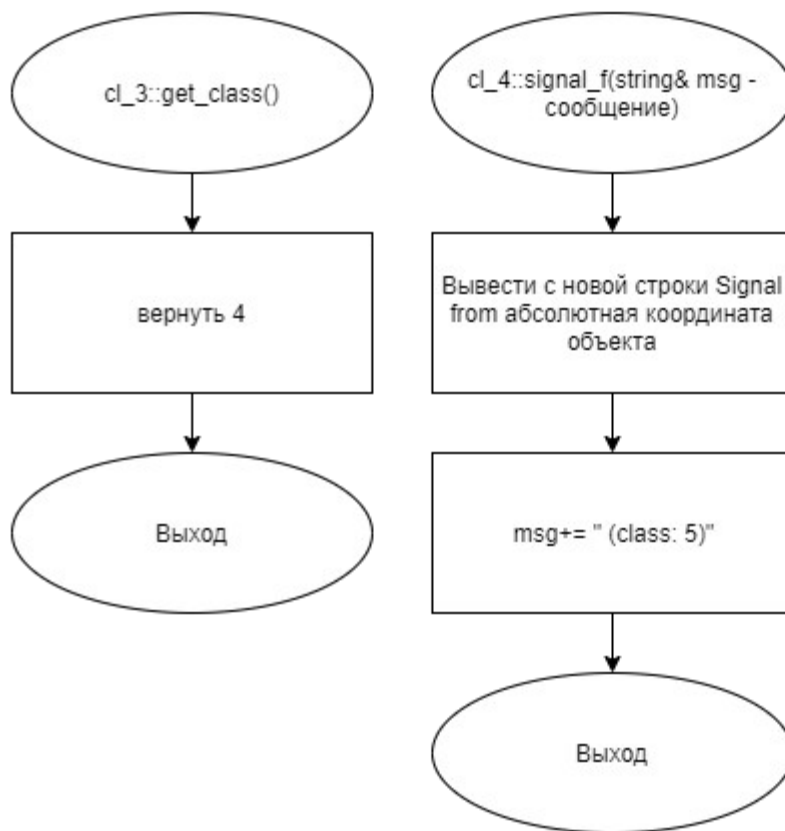 cl_3::get_class()
вернуть 4
Выход
cl_4::signal_f(string& msg -
сообщение)
Вывести с новой строки Signal
from абсолютная координата
объекта
msg+= " (class: 5)"
Выход